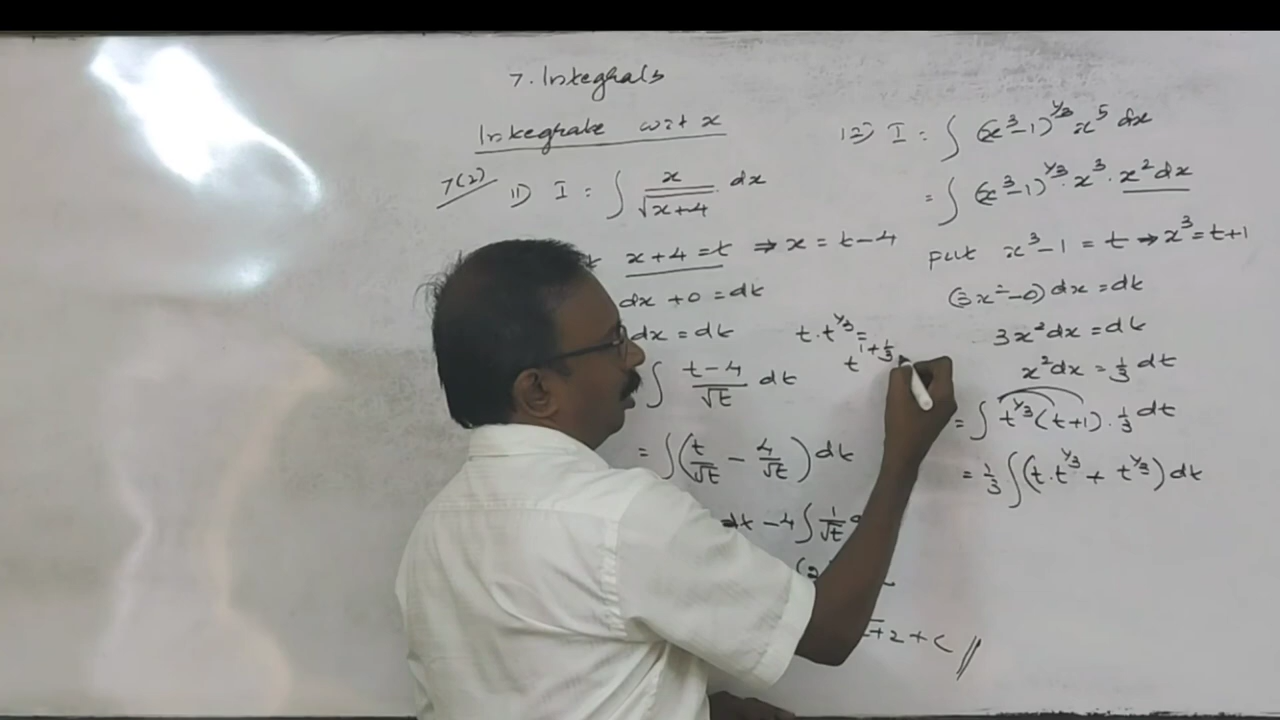 7. Integrals
Integrate w.r.t x
7(2) 11) I = ∫ x/√(x+4) . dx
x+4 = t ⇒ x = t-4
dx + 0 = dt
dx = dt
∫ (t-4)/√t dt
= ∫ (t/√t - 4/√t) dt
dt - 4 ∫ 1/√t
+ c //
12) I = ∫ (x³-1)^(1/3) x⁵ dx
= ∫ (x³-1)^(1/3) . x³ . x² dx
put x³-1 = t ⇒ x³ = t+1
(3x²-0) dx = dt
3x² dx = dt
x² dx = 1/3 dt
= ∫ t^(1/3) (t+1) . 1/3 dt
= 1/3 ∫ (t . t^(1/3) + t^(1/3)) dt
t . t^(1/3) =
t^(1+1/3)